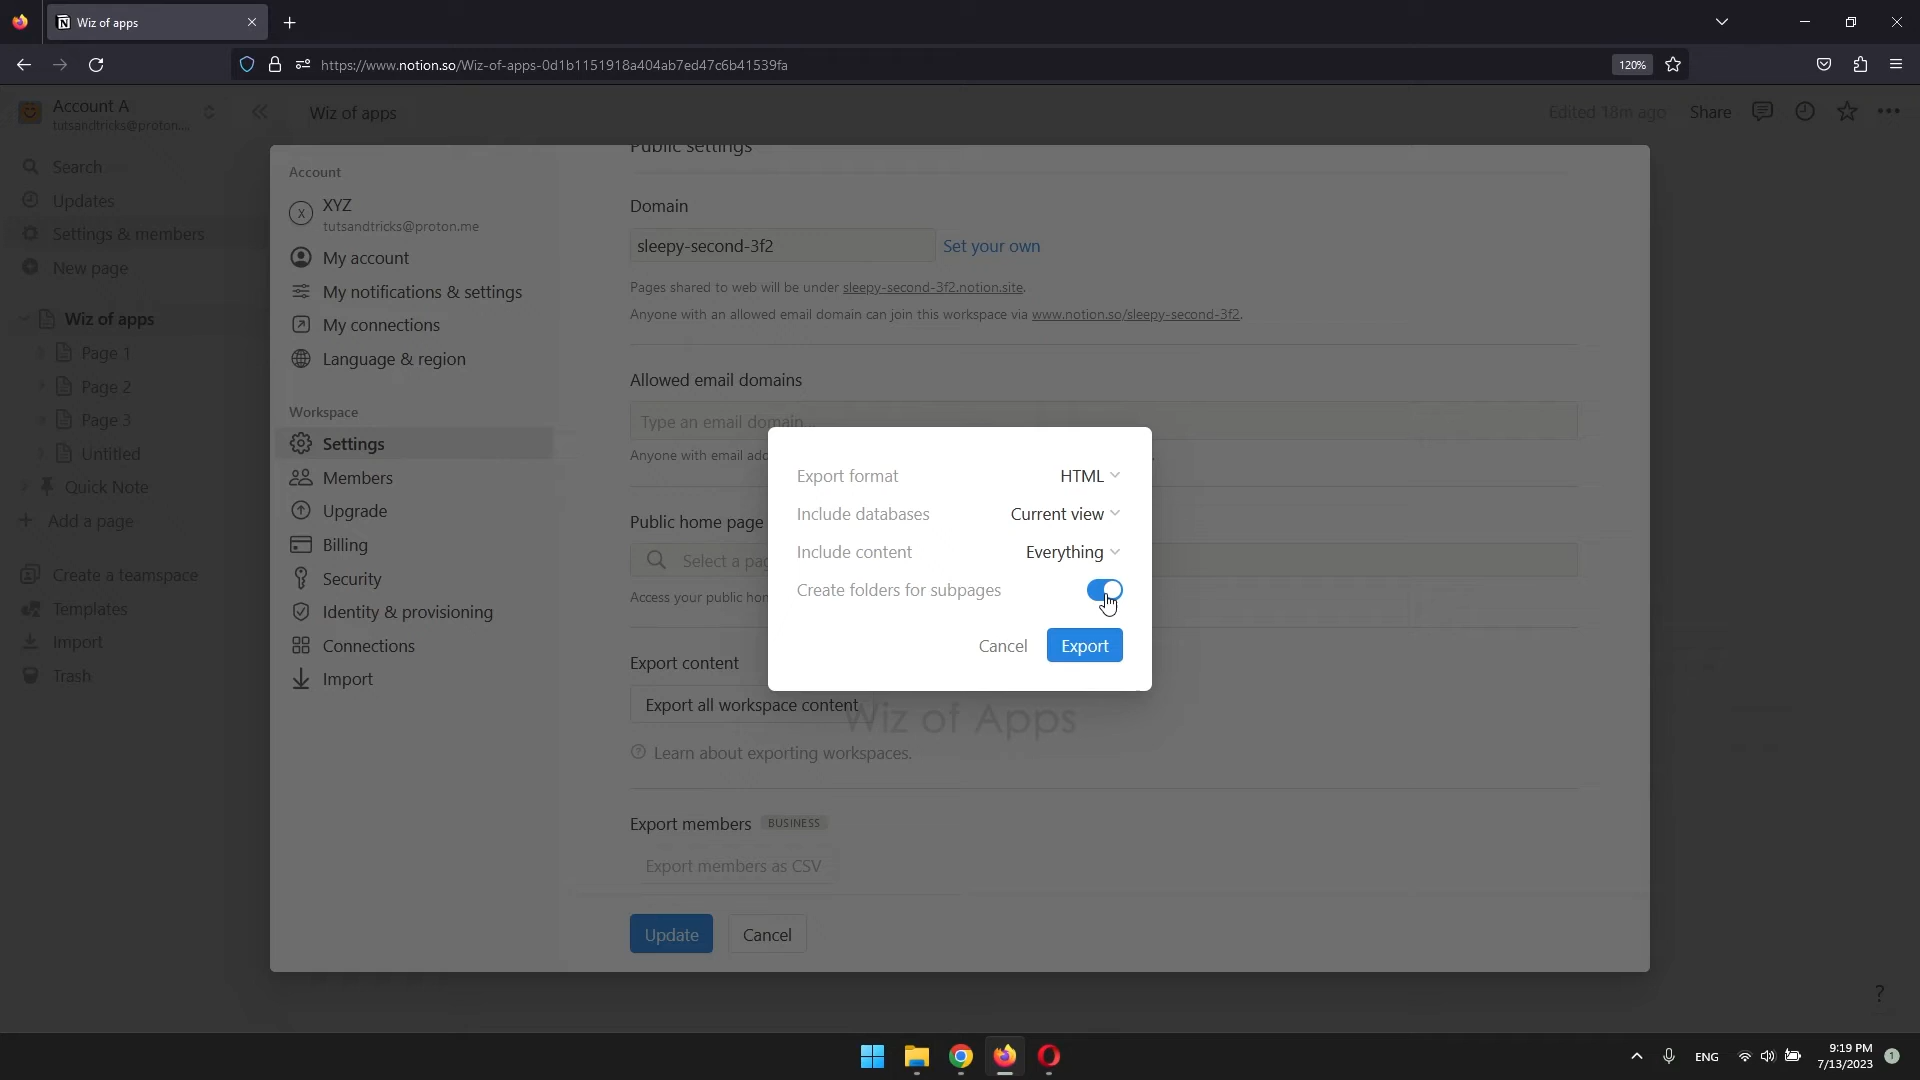 Wiz of apps
https://www.notion.so/Wiz-of-apps-0d1b1151918a404ab7ed47c6b41539fa
120%
Account A
tutsandtricks@proton....
Wiz of apps
Edited 18m ago
Share
Search
Updates
Settings & members
New page
Wiz of apps
Page 1
Page 2
Page 3
Untitled
Quick Note
Add a page
Create a teamspace
Templates
Import
Trash
Account
X
XYZ
tutsandtricks@proton.me
My account
My notifications & settings
My connections
Language & region
Workspace
Settings
Members
Upgrade
Billing
Security
Identity & provisioning
Connections
Import
Public settings
Domain
sleepy-second-3f2
Set your own
Pages shared to web will be under sleepy-second-3f2.notion.site.
Anyone with an allowed email domain can join this workspace via www.notion.so/sleepy-second-3f2.
Allowed email domains
Type an email domain...
Anyone with email add
Public home page
Select a pag
Access your public hom
Export format
HTML
Include databases
Current view
Include content
Everything
Create folders for subpages
Cancel
Export
Export content
Export all workspace content
Wiz of Apps
Learn about exporting workspaces.
Export members
BUSINESS
Export members as CSV
Update
Cancel
?
ENG
9:19 PM
7/13/2023
1